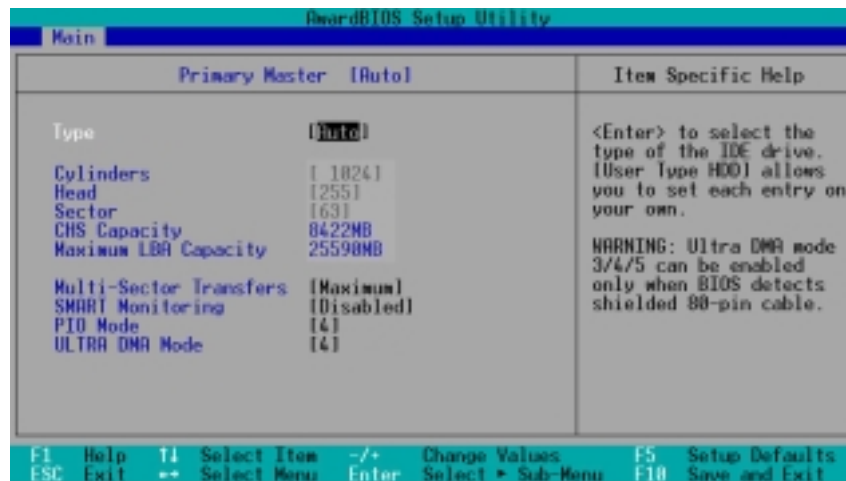 AwardBIOS Setup Utility
Main
Primary Master [Auto]
Item Specific Help
Type [Auto]
Cylinders [ 1024]
Head [255]
Sector [63]
CHS Capacity 8422MB
Maximum LBA Capacity 25590MB
Multi-Sector Transfers [Maximum]
SMART Monitoring [Disabled]
PIO Mode [4]
ULTRA DMA Mode [4]
<Enter> to select the
type of the IDE drive.
[User Type HDD] allows
you to set each entry on
your own.
WARNING: Ultra DMA mode
3/4/5 can be enabled
only when BIOS detects
shielded 80-pin cable.
F1 Help ↑↓ Select Item -/+ Change Values F5 Setup Defaults
ESC Exit ←→ Select Menu Enter Select ► Sub-Menu F10 Save and Exit